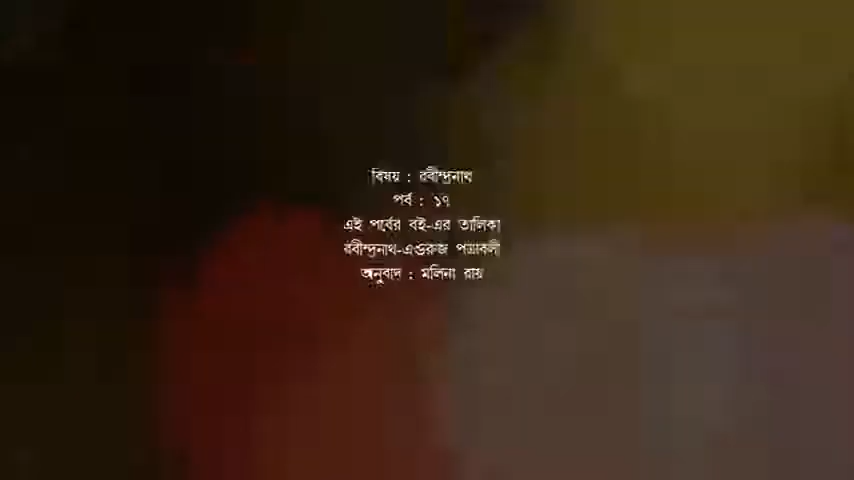 বিষয় : রবীন্দ্রনাথ
পর্ব : ১৭
এই পর্বের বই-এর তালিকা
রবীন্দ্রনাথ-এণ্ডরুজ পত্রাবলী
অনুবাদ : মলিনা রায়